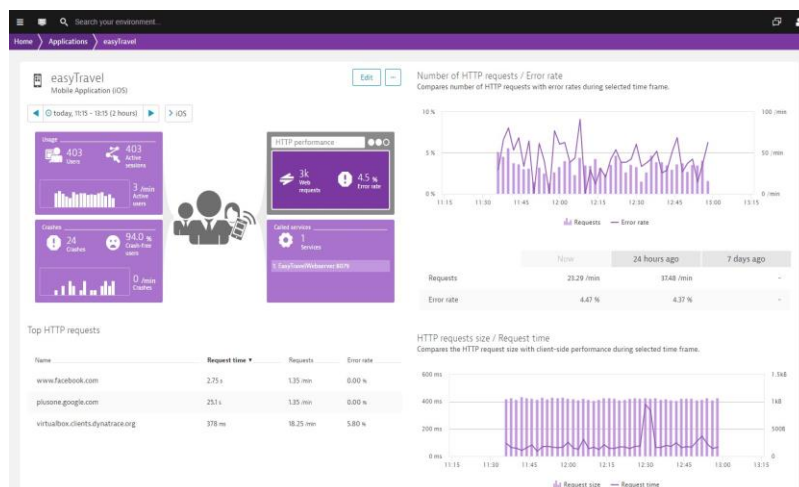 Search your environment...
Home
Applications
easyTravel
easyTravel
Mobile Application (iOS)
Edit
today, 11:15 - 13:15 (2 hours)
iOS
Usage
403
Users
403
Active sessions
3 /min
Active users
Crashes
24
Crashes
94.0 %
Crash-free users
0 /min
Crashes
HTTP performance
3k
Web requests
4.5 %
Error rate
Called services
1
Services
Top HTTP requests
Name Request time ▾ Requests Error rate
www.facebook.com 2.75 s 1.35 /min 0.00 %
plusone.google.com 1.35 /min 0.00 %
virtualbox.clients.dynatrace.org 378 ms 18.25 /min 5.80 %
Number of HTTP requests / Error rate
Compares number of HTTP requests with error rates during selected time frame.
10 % 100 /min
5 % 50 /min
0 % 0 /min
11:15 11:30 11:45 12:00 12:15 12:30 12:45 13:00 13:15
Requests Error rate
Now 24 hours ago 7 days ago
Requests 23.29 /min 37.48 /min -
Error rate 4.47 % 4.37 % -
HTTP requests size / Request time
Compares the HTTP request size with client-side performance during selected time frame.
600 ms 1.5kB
400 ms 1kB
200 ms 500B
0 ms 0
11:15 11:30 11:45 12:00 12:15 12:30 12:45 13:00 13:15
Request size Request time